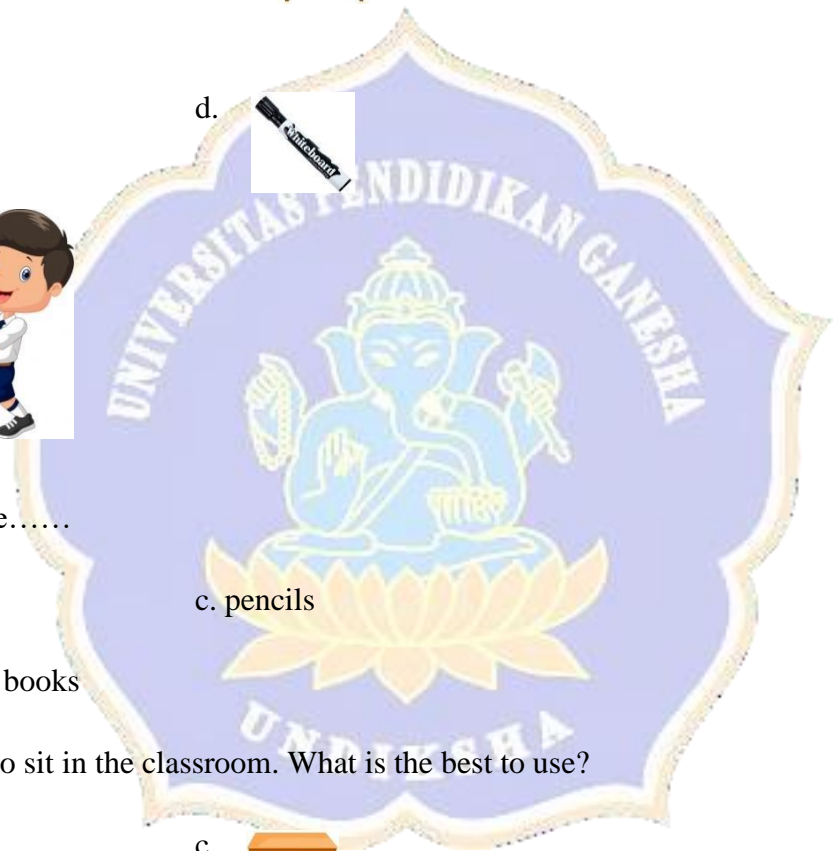 d.
Whiteboard
UNIVERSITAS PENDIDIKAN GANESHA
e……
c. pencils
books
o sit in the classroom. What is the best to use?
c.
UNDIKSHA